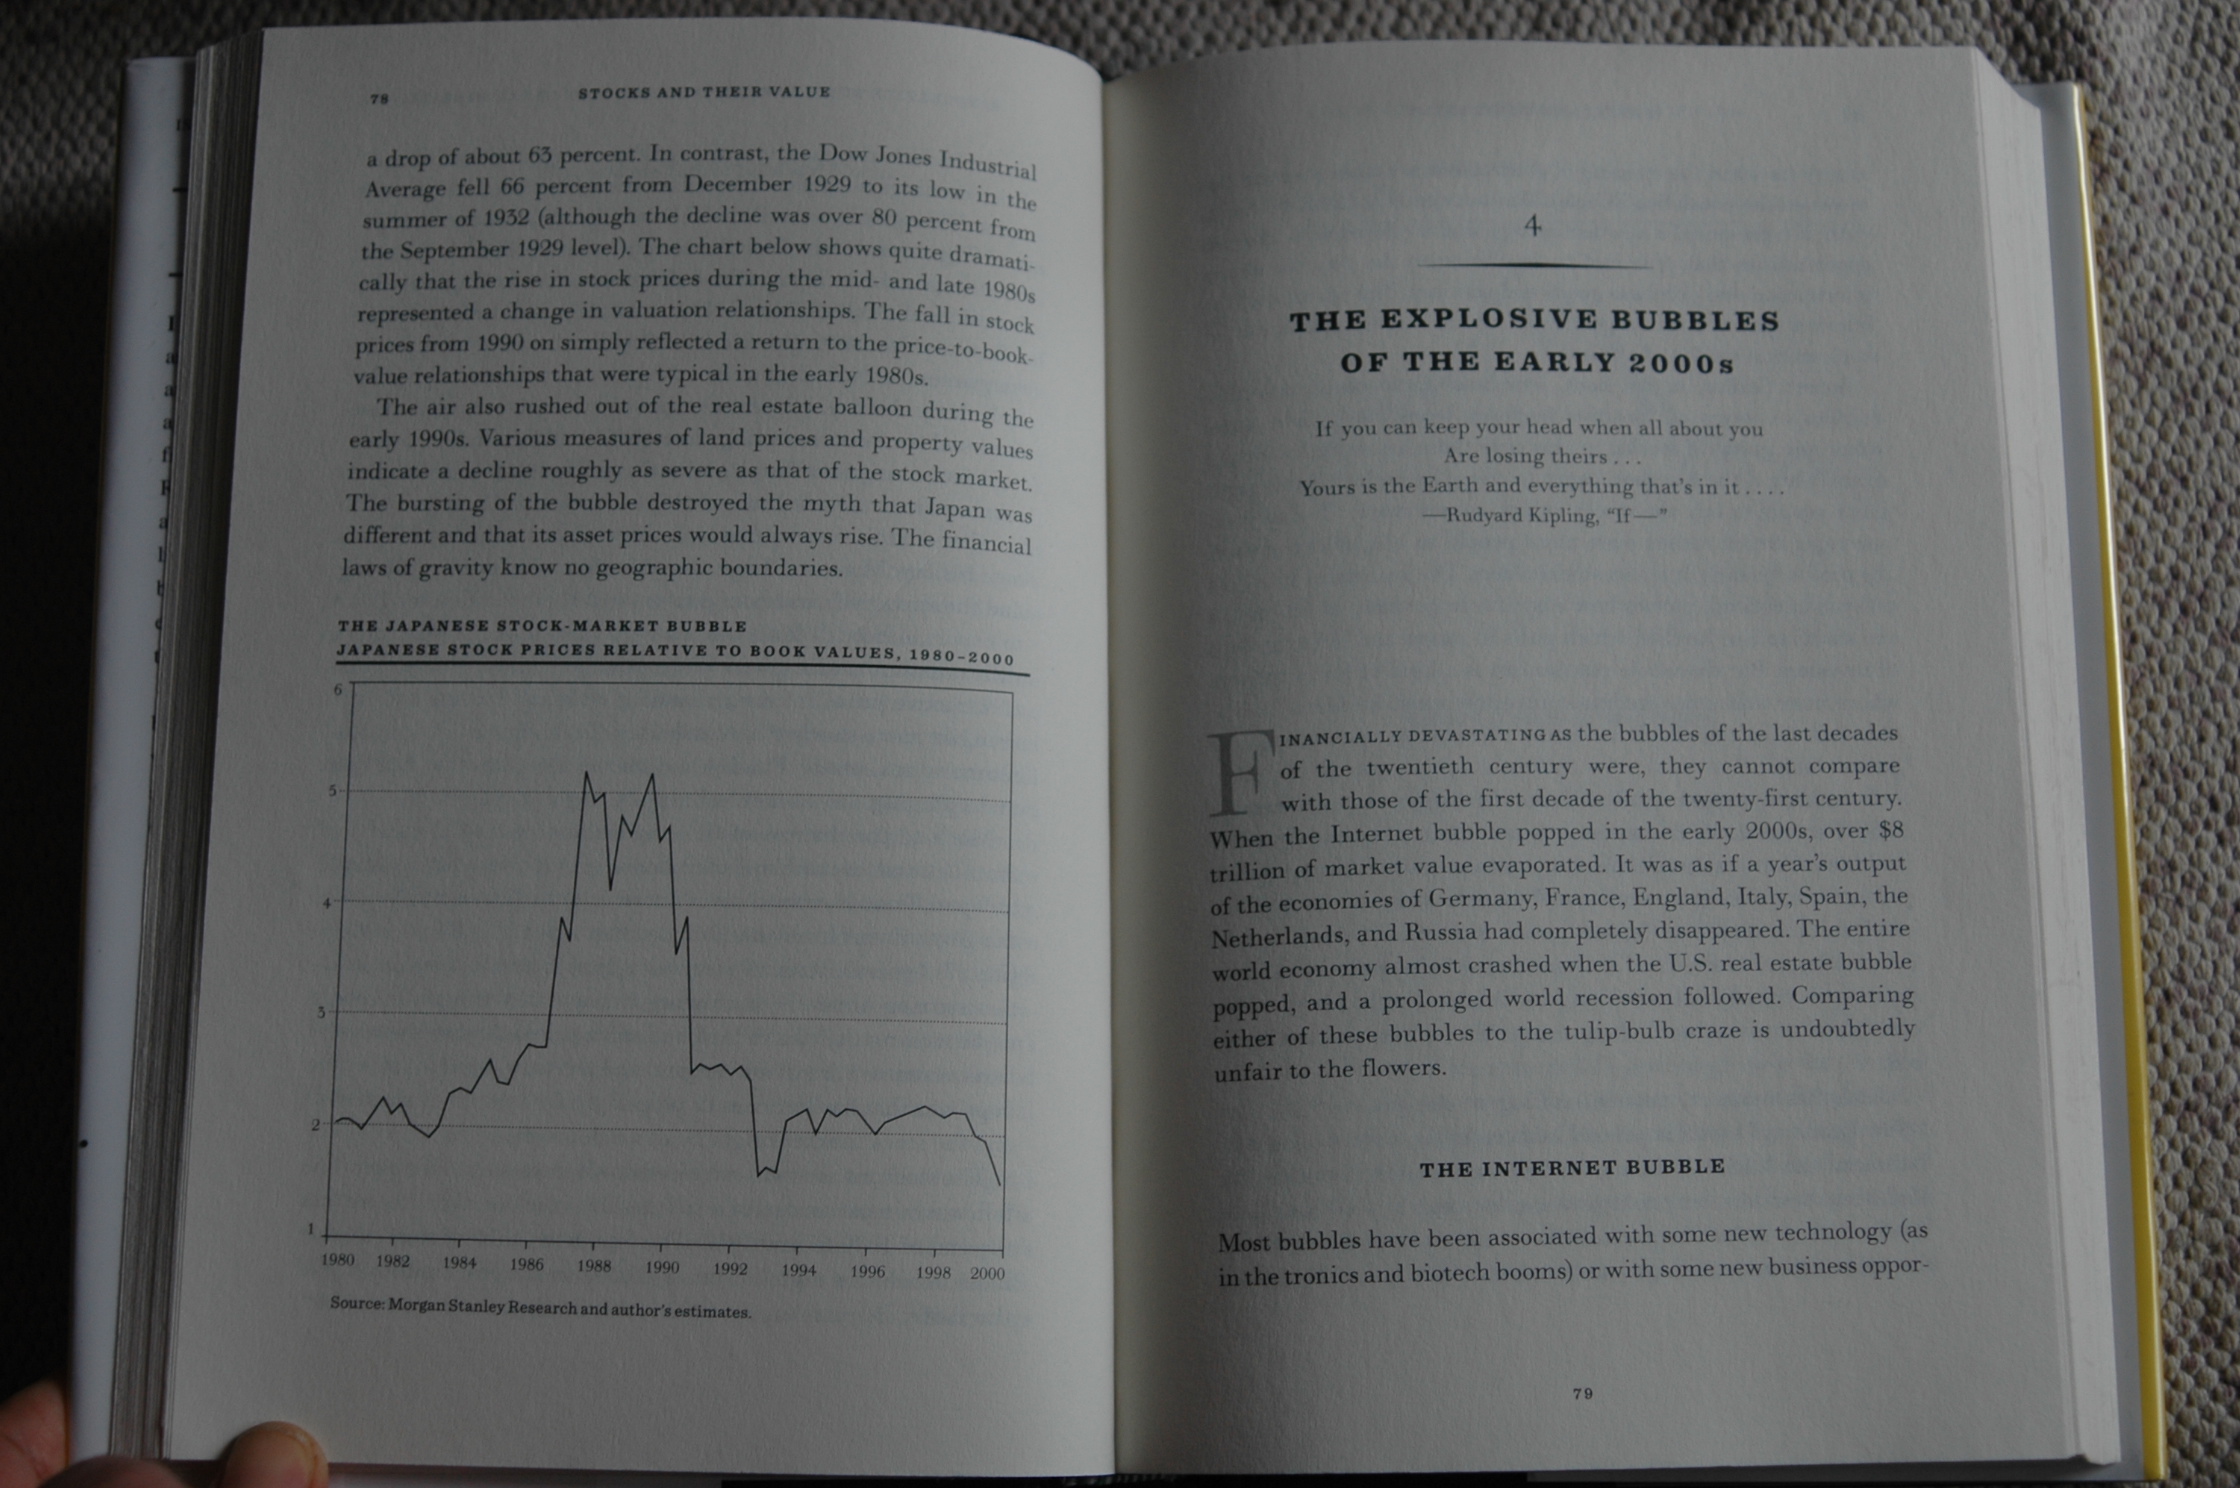 78
STOCKS AND THEIR VALUE
a drop of about 63 percent. In contrast, the Dow Jones Industrial
Average fell 66 percent from December 1929 to its low in the
summer of 1932 (although the decline was over 80 percent from
the September 1929 level). The chart below shows quite dramati-
cally that the rise in stock prices during the mid- and late 1980s
represented a change in valuation relationships. The fall in stock
prices from 1990 on simply reflected a return to the price-to-book-
value relationships that were typical in the early 1980s.
The air also rushed out of the real estate balloon during the
early 1990s. Various measures of land prices and property values
indicate a decline roughly as severe as that of the stock market.
The bursting of the bubble destroyed the myth that Japan was
different and that its asset prices would always rise. The financial
laws of gravity know no geographic boundaries.
THE JAPANESE STOCK-MARKET BUBBLE
JAPANESE STOCK PRICES RELATIVE TO BOOK VALUES, 1980–2000
6
5
4
3
2
1
1980 1982 1984 1986 1988 1990 1992 1994 1996 1998 2000
Source: Morgan Stanley Research and author's estimates.
4
THE EXPLOSIVE BUBBLES
OF THE EARLY 2000s
If you can keep your head when all about you
Are losing theirs . . .
Yours is the Earth and everything that's in it . . . .
—Rudyard Kipling, “If—”
FINANCIALLY DEVASTATING AS the bubbles of the last decades
of the twentieth century were, they cannot compare
with those of the first decade of the twenty-first century.
When the Internet bubble popped in the early 2000s, over $8
trillion of market value evaporated. It was as if a year's output
of the economies of Germany, France, England, Italy, Spain, the
Netherlands, and Russia had completely disappeared. The entire
world economy almost crashed when the U.S. real estate bubble
popped, and a prolonged world recession followed. Comparing
either of these bubbles to the tulip-bulb craze is undoubtedly
unfair to the flowers.
THE INTERNET BUBBLE
Most bubbles have been associated with some new technology (as
in the tronics and biotech booms) or with some new business oppor-
79